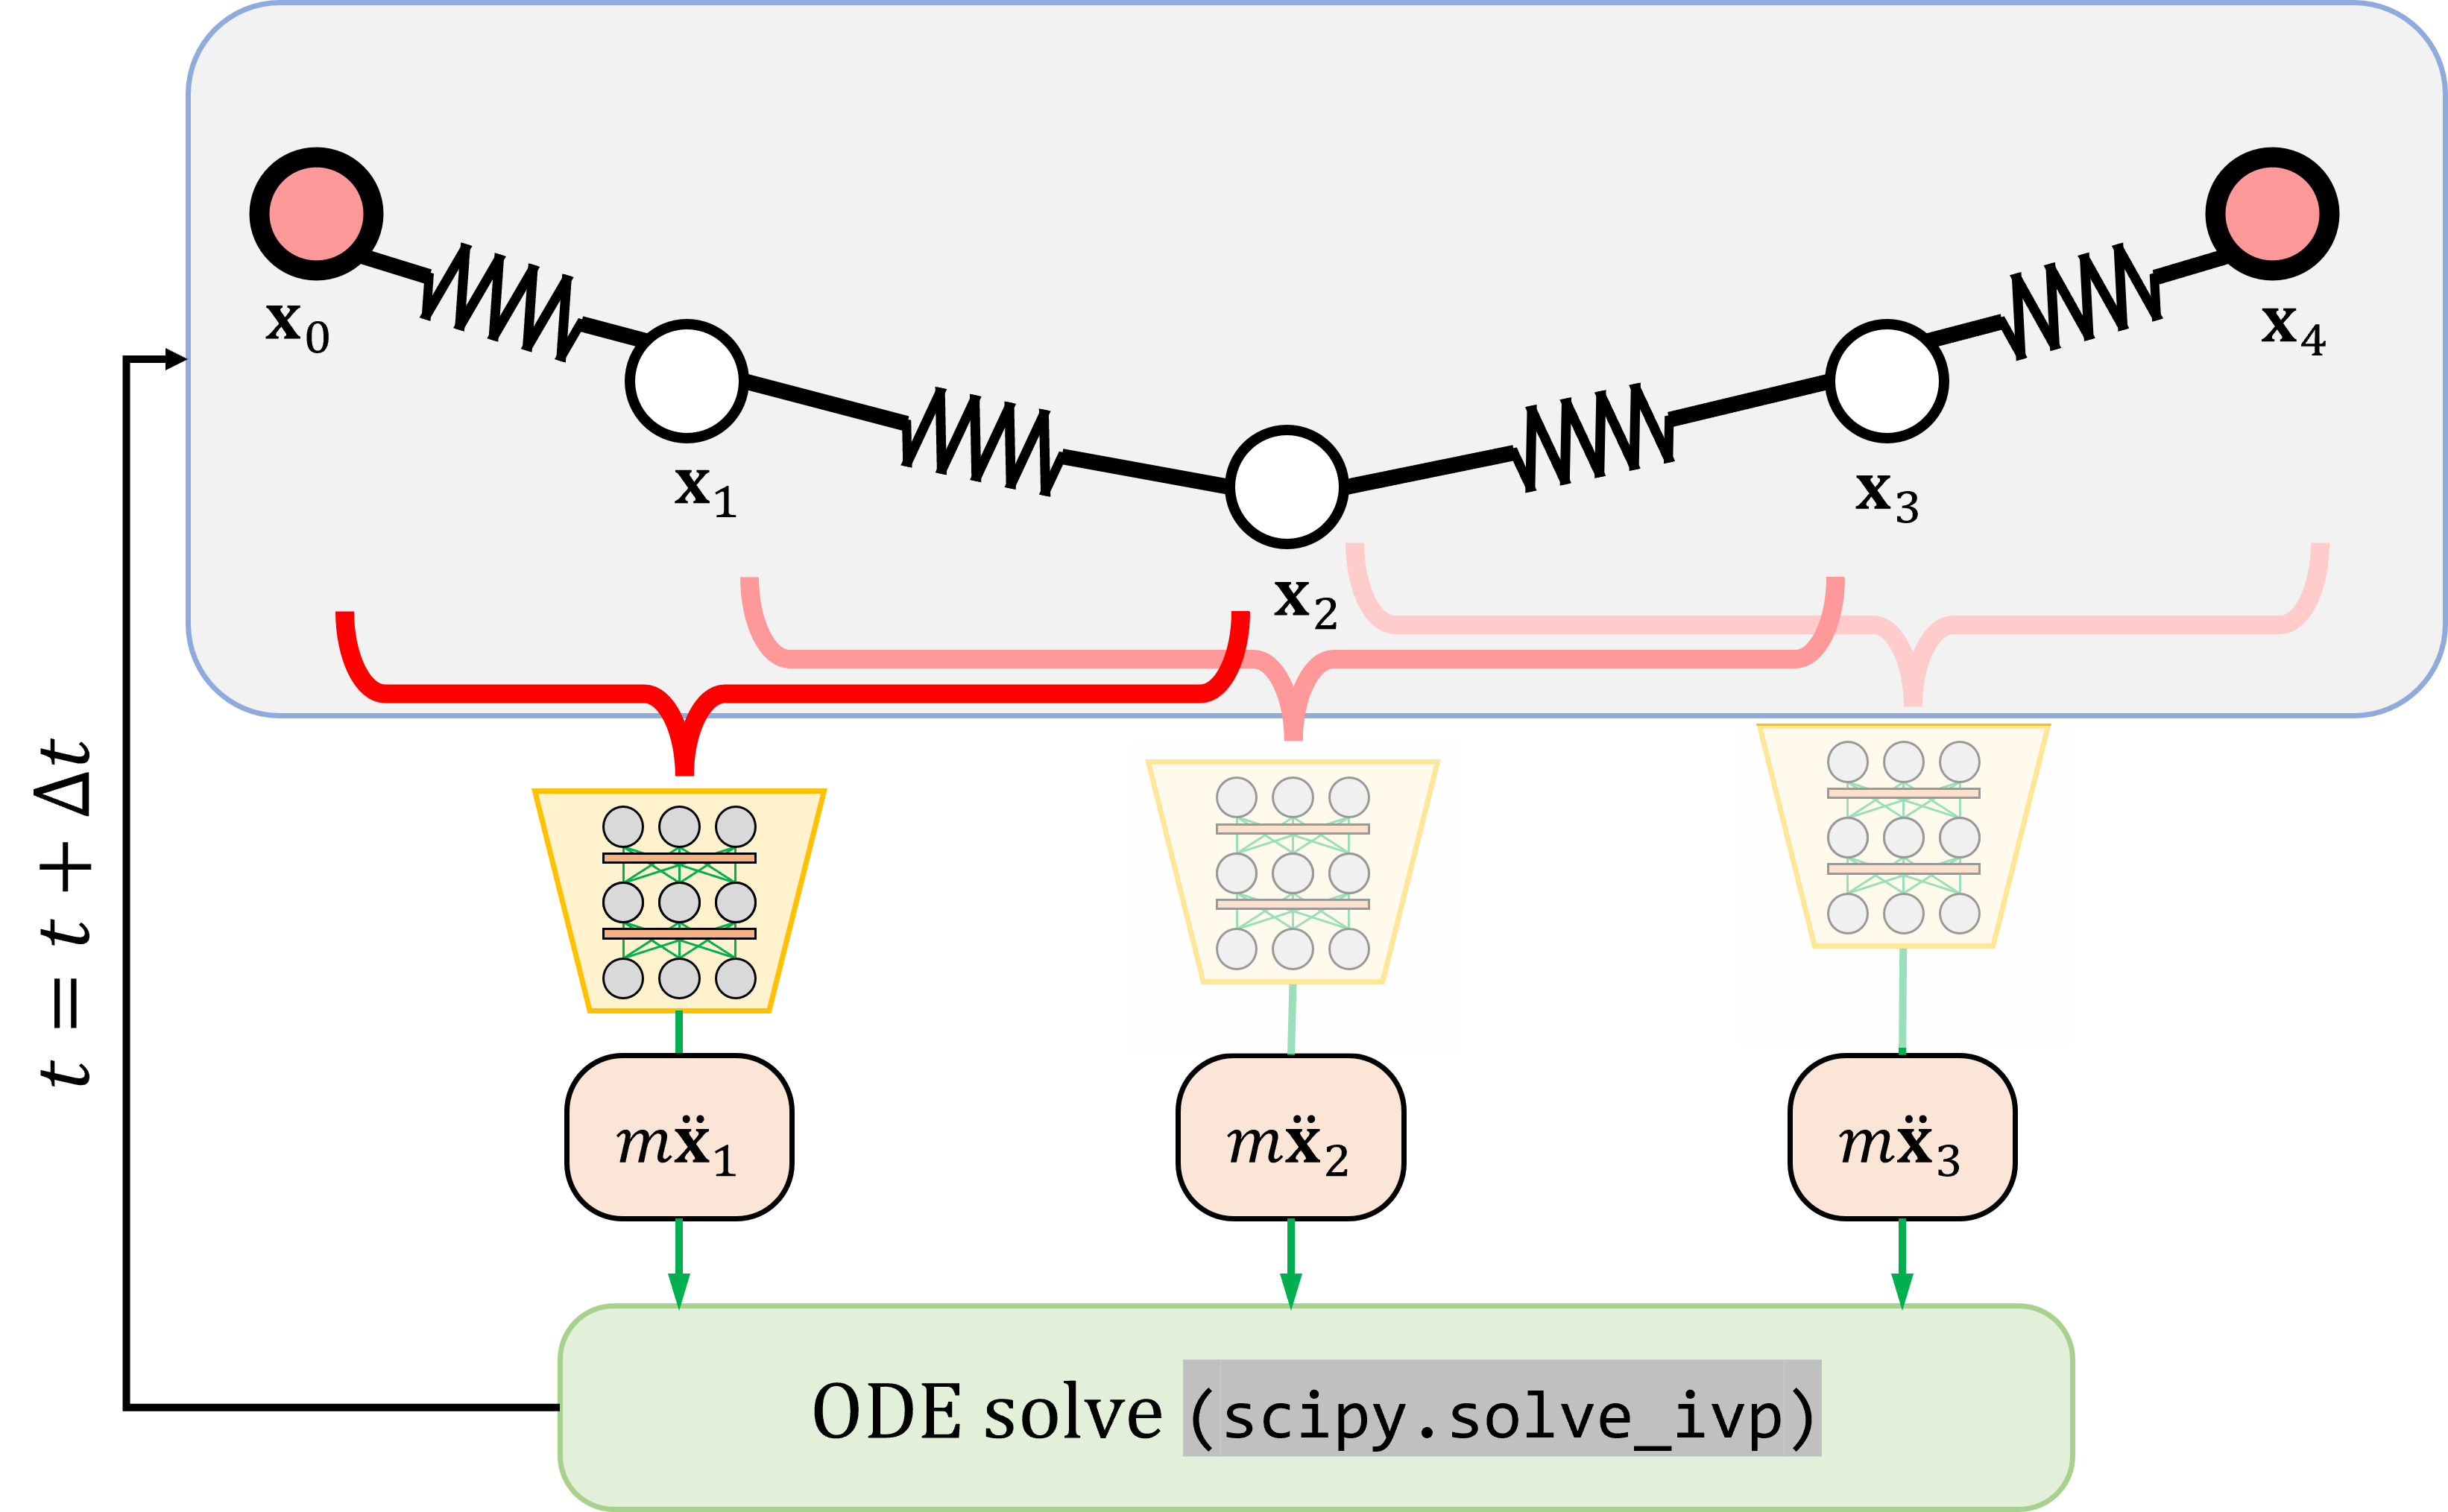 x₀
x₄
x₁
x₃
x₂
t = t + Δt
mẍ₁
mẍ₂
mẍ₃
ODE solve (scipy.solve_ivp)